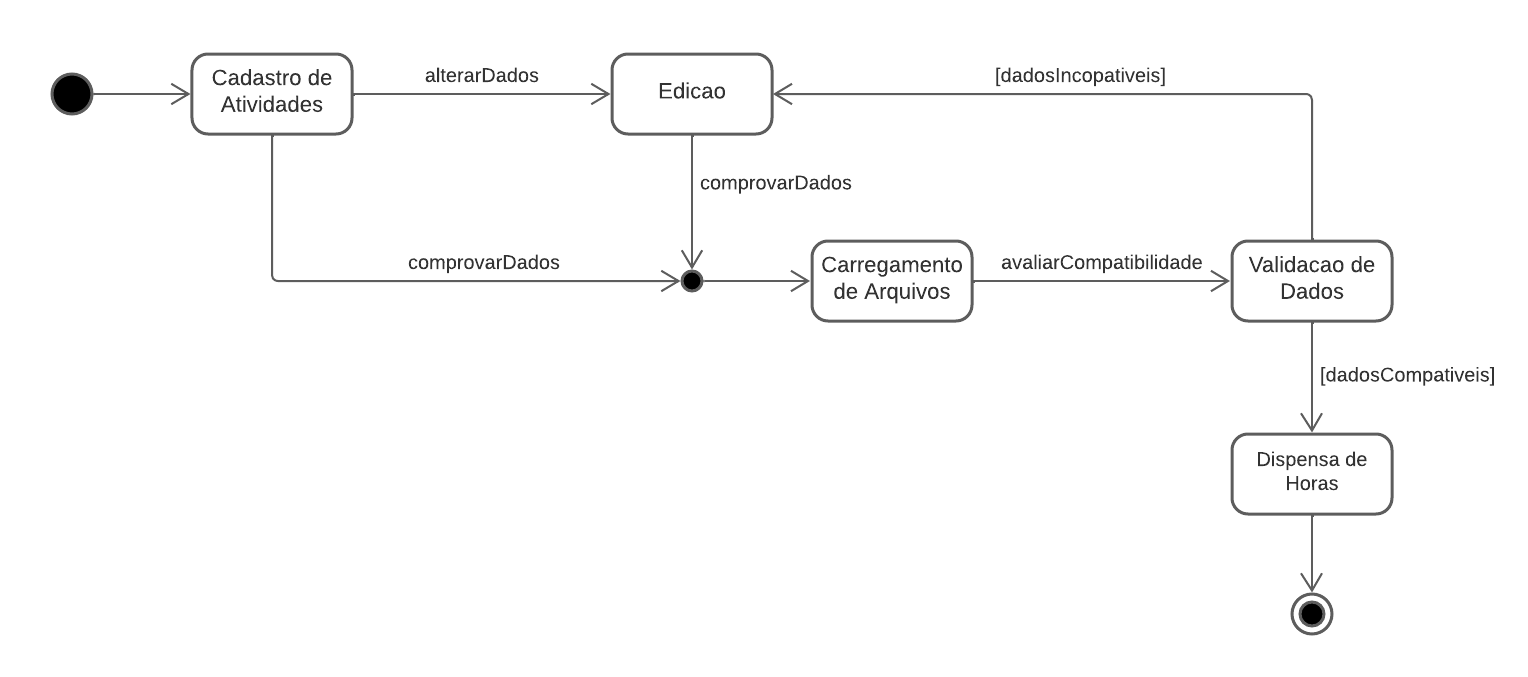 Cadastro de
Atividades
alterarDados
Edicao
[dadosIncopativeis]
comprovarDados
comprovarDados
Carregamento
de Arquivos
avaliarCompatibilidade
Validacao de
Dados
[dadosCompativeis]
Dispensa de
Horas